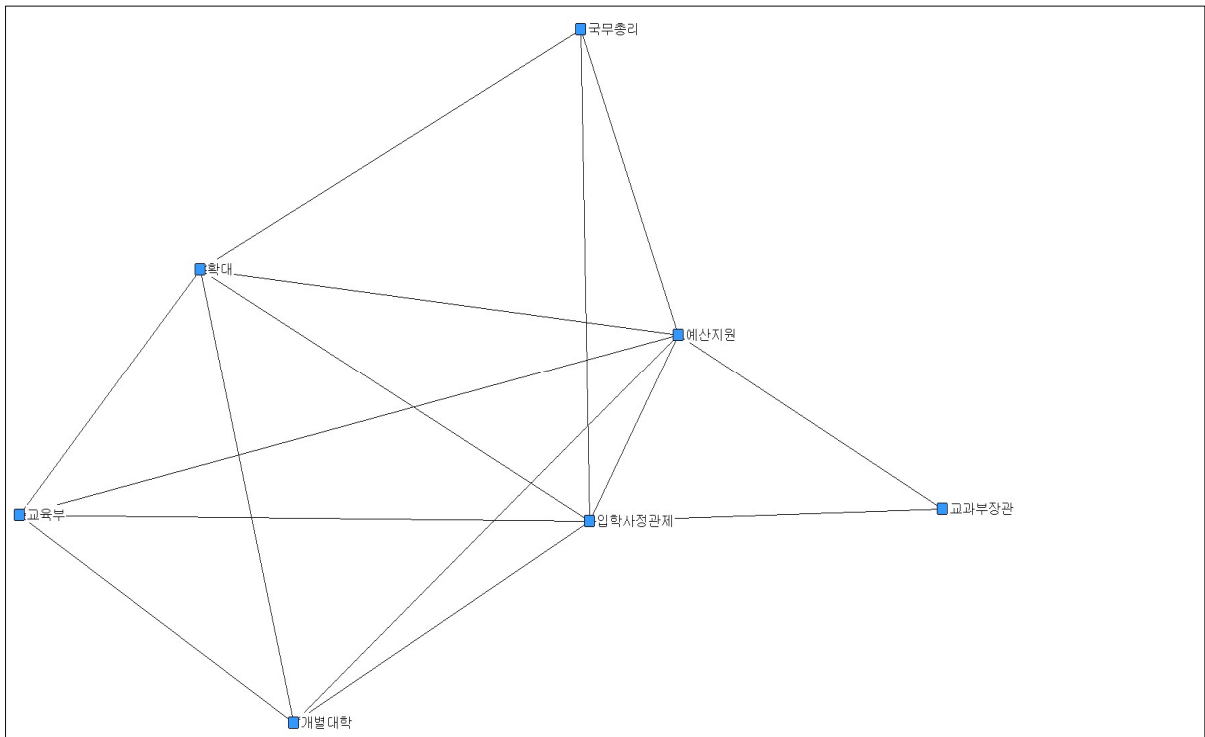 국무총리
확대
예산지원
교육부
입학사정관제
교과부장관
개별대학